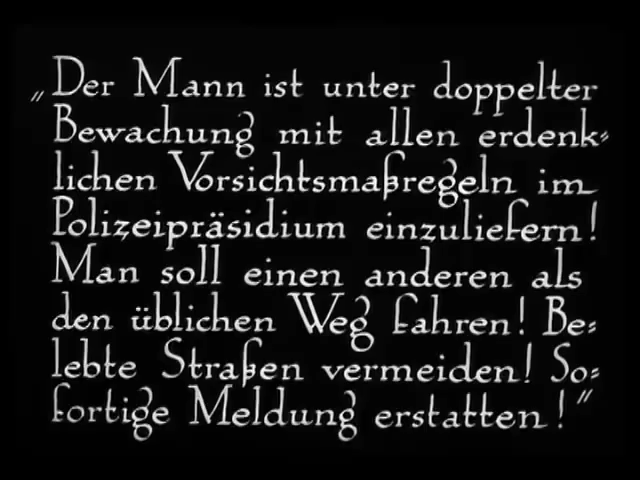 „Der Mann ist unter doppelter
Bewachung mit allen erdenk=
lichen Vorsichtsmaßregeln im
Polizeipräsidium einzuliefern!
Man soll einen anderen als
den üblichen Weg fahren! Be=
lebte Straßen vermeiden! So=
fortige Meldung erstatten!“